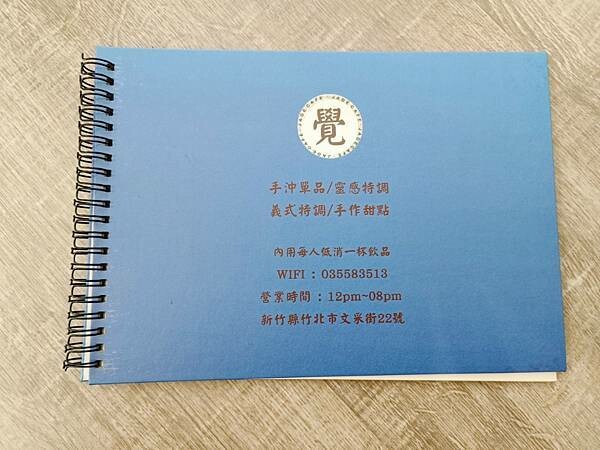 覺
手沖單品/靈感特調
義式特調/手作甜點
內用每人低消一杯飲品
WIFI : 035583513
營業時間 : 12pm~08pm
新竹縣竹北市文采街22號